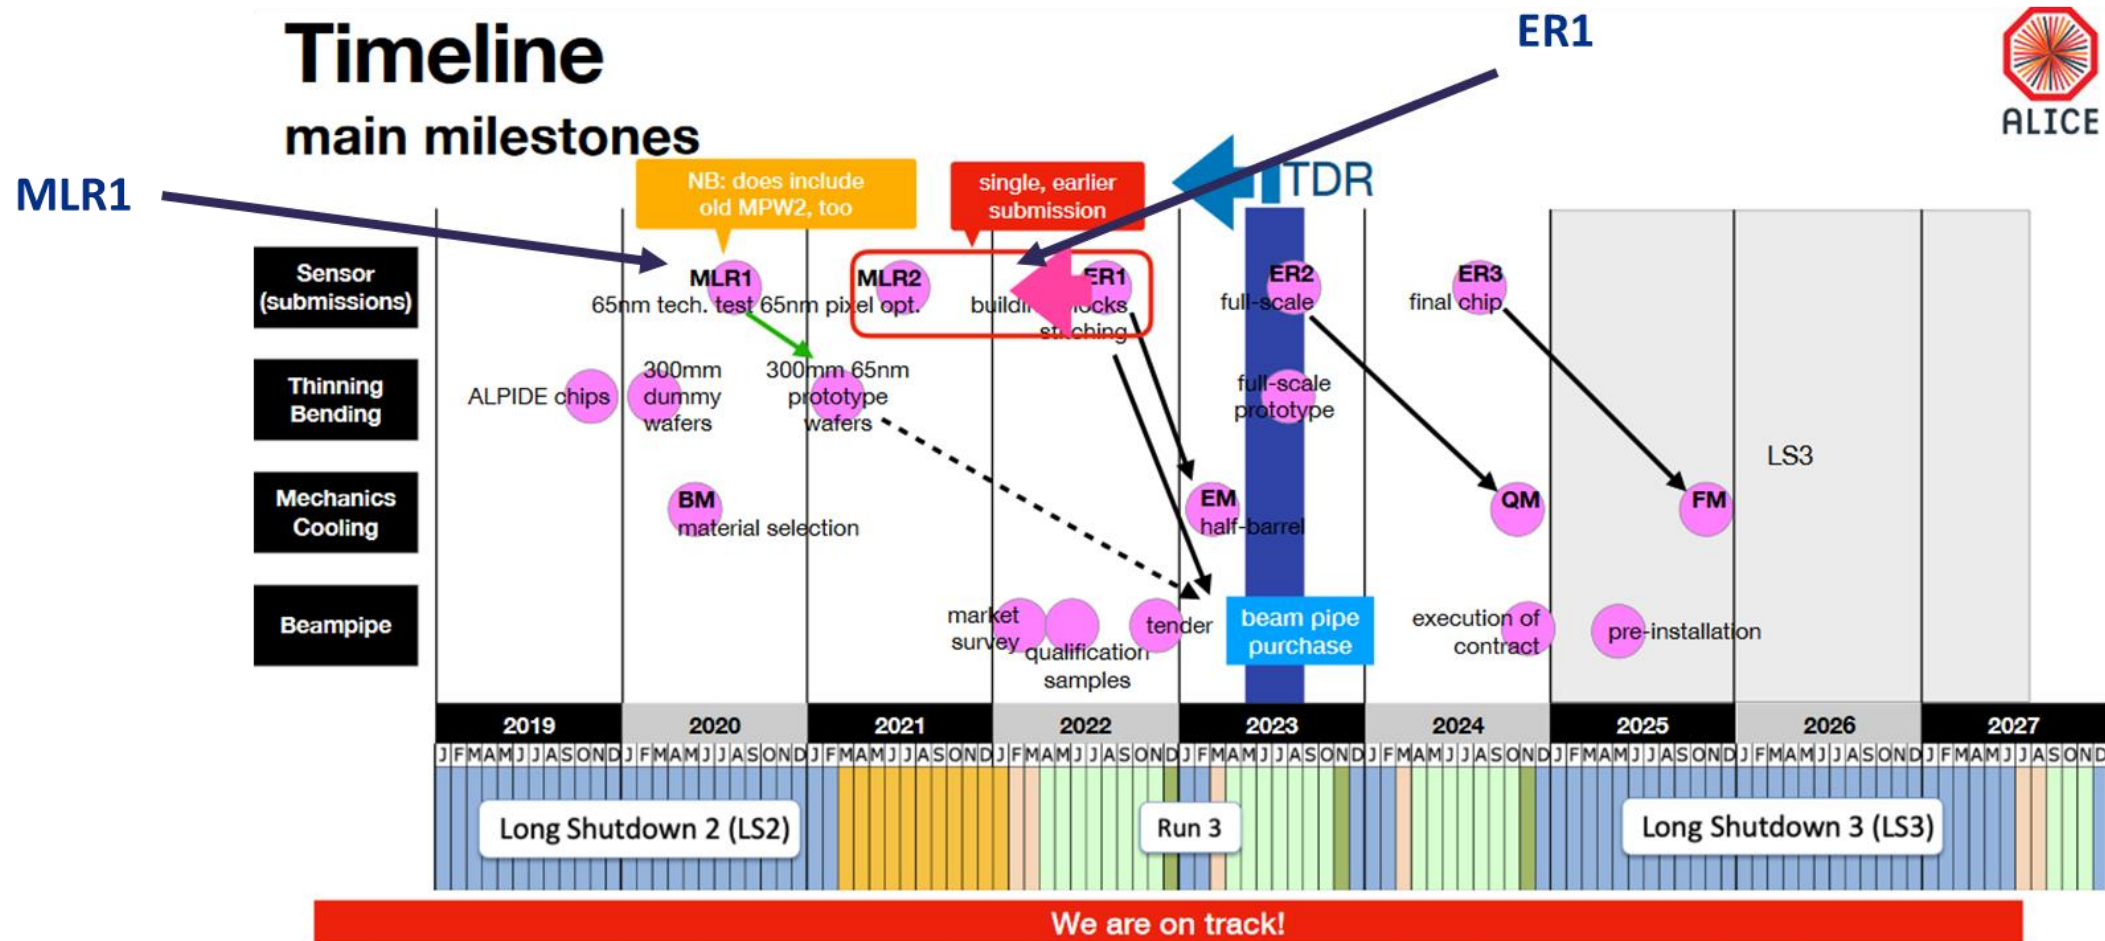 Timeline
main milestones
ER1
ALICE
MLR1
NB: does include
old MPW2, too
single, earlier
submission
TDR
Sensor
(submissions)
MLR1
65nm tech. test
MLR2
65nm pixel opt.
ER1
stitching
ER2
full-scale
ER3
final chip
Thinning
Bending
ALPIDE chips
300mm
dummy
wafers
300mm 65nm
prototype
wafers
full-scale
prototype
LS3
Mechanics
Cooling
BM
material selection
EM
half-barrel
QM
FM
Beampipe
market
survey
qualification
samples
tender
beam pipe
purchase
execution of
contract
pre-installation
2019 2020 2021 2022 2023 2024 2025 2026 2027
J F M A M J J A S O N D J F M A M J J A S O N D J F M A M J J A S O N D J F M A M J J A S O N D J F M A M J J A S O N D J F M A M J J A S O N D J F M A M J J A S O N D J F M A M J J A S O N D J F M A M J J A S O N D
Long Shutdown 2 (LS2)
Run 3
Long Shutdown 3 (LS3)
We are on track!